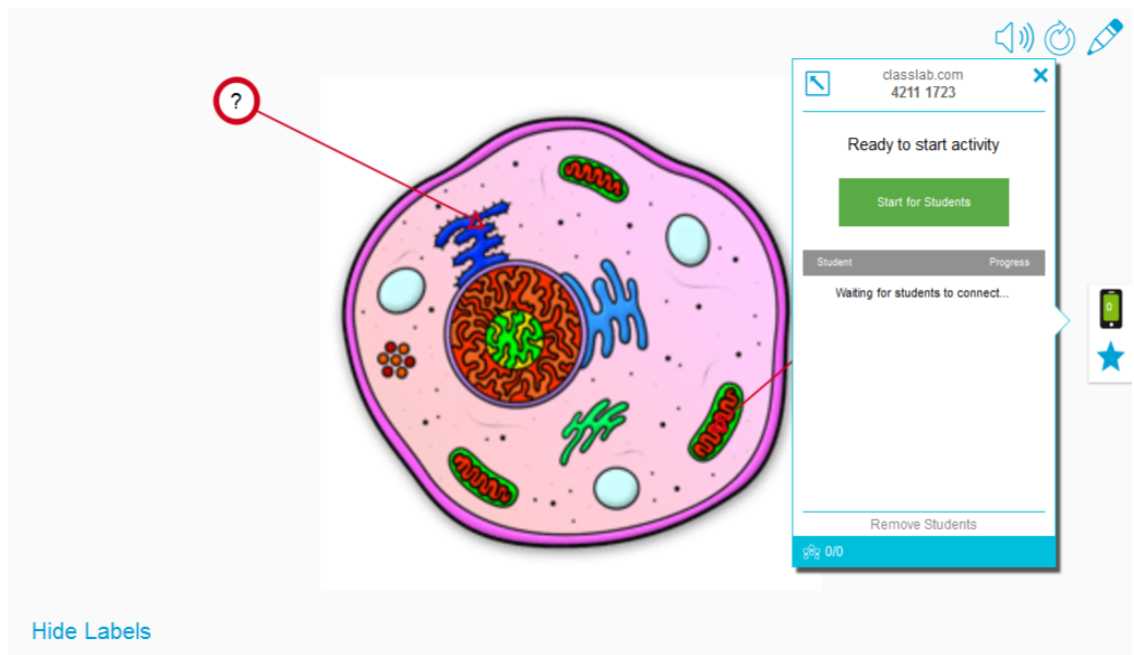 ?
classlab.com
4211 1723
Ready to start activity
Start for Students
Student Progress
Waiting for students to connect...
0
Remove Students
0/0
Hide Labels